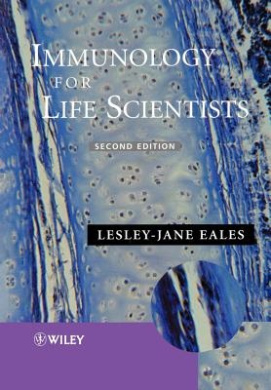 IMMUNOLOGY
FOR
LIFE SCIENTISTS
SECOND EDITION
LESLEY-JANE EALES
WILEY